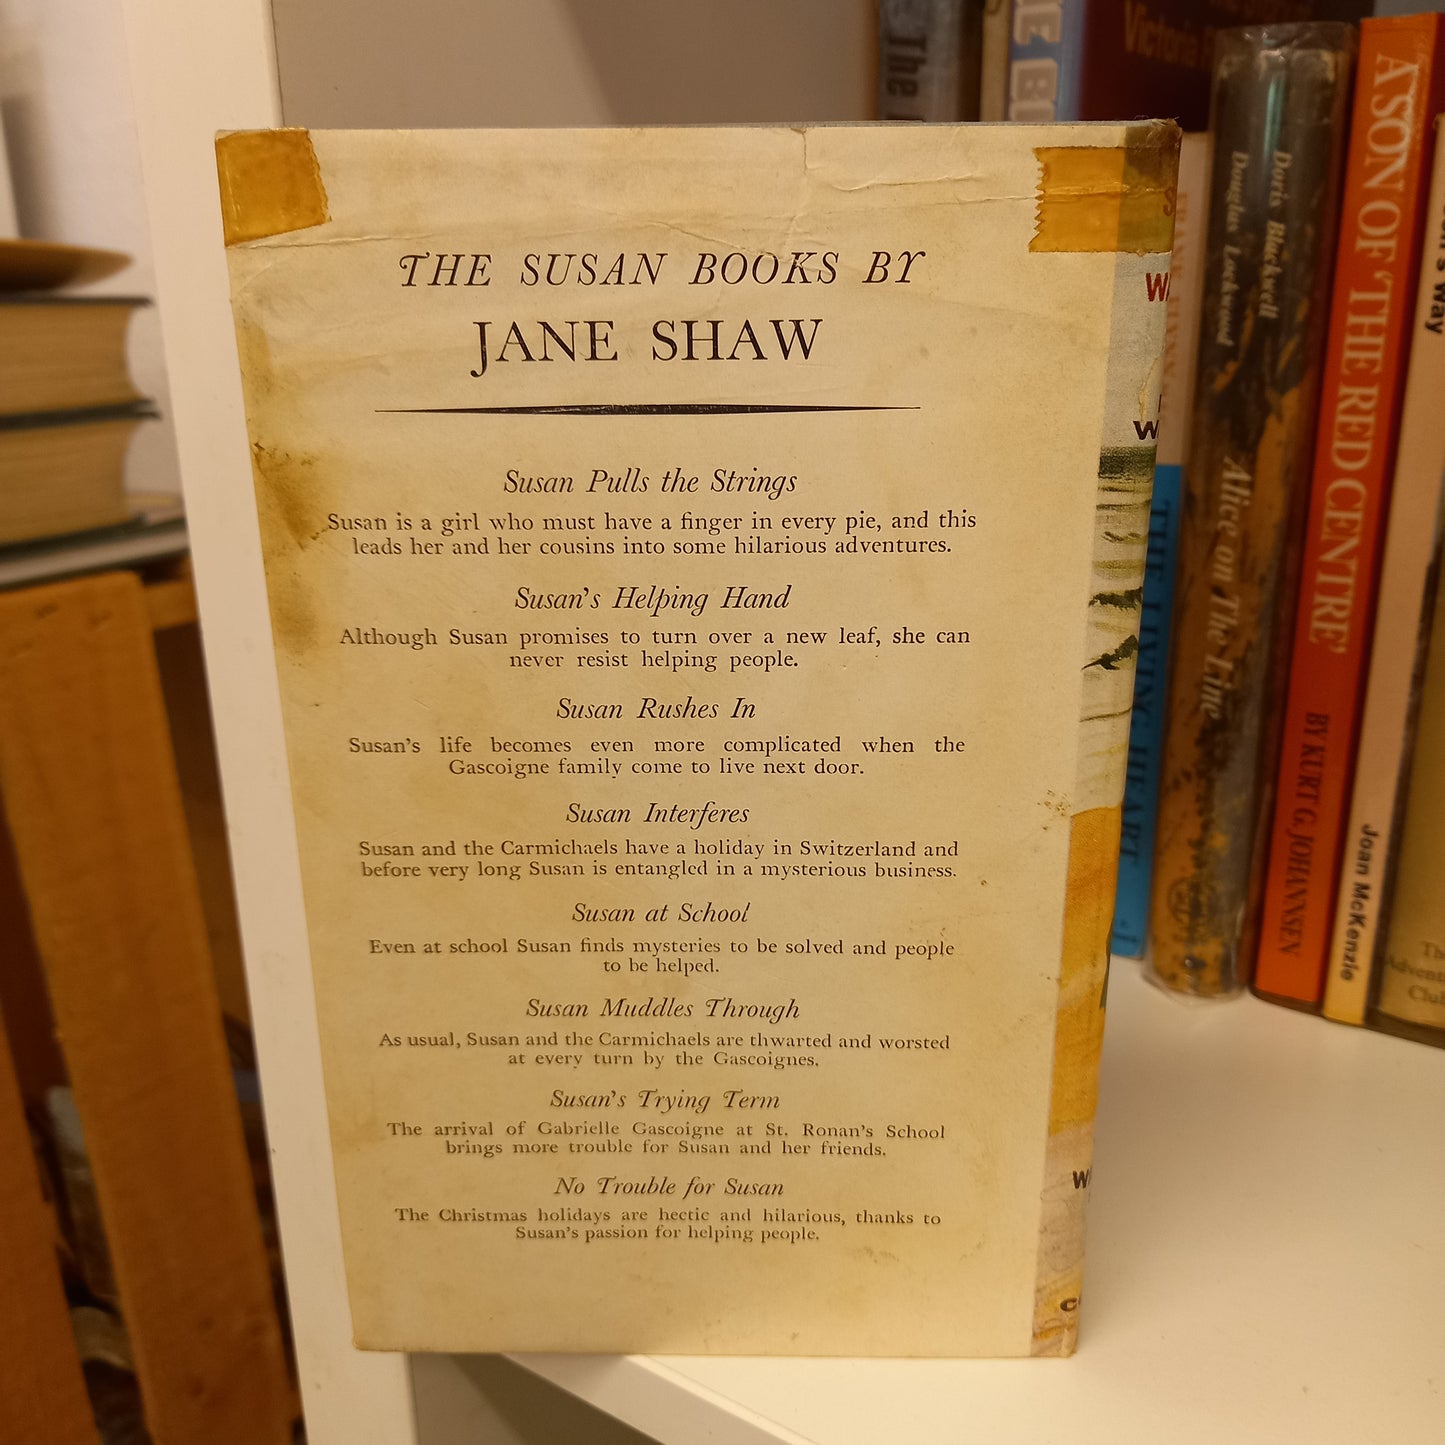 THE SUSAN BOOKS BY
JANE SHAW
Susan Pulls the Strings
Susan is a girl who must have a finger in every pie, and this
leads her and her cousins into some hilarious adventures.
Susan's Helping Hand
Although Susan promises to turn over a new leaf, she can
never resist helping people.
Susan Rushes In
Susan's life becomes even more complicated when the
Gascoigne family come to live next door.
Susan Interferes
Susan and the Carmichaels have a holiday in Switzerland and
before very long Susan is entangled in a mysterious business.
Susan at School
Even at school Susan finds mysteries to be solved and people
to be helped.
Susan Muddles Through
As usual, Susan and the Carmichaels are thwarted and worsted
at every turn by the Gascoignes.
Susan's Trying Term
The arrival of Gabrielle Gascoigne at St. Ronan's School
brings more trouble for Susan and her friends.
No Trouble for Susan
The Christmas holidays are hectic and hilarious, thanks to
Susan's passion for helping people.
The
Victoria
THE LIVING HEART
Doris Blackwell
Douglas Lockwood
Alice on The Line
A SON OF 'THE RED CENTRE'
BY KURT G. JOHANNSEN
Way
Joan McKenzie
Club